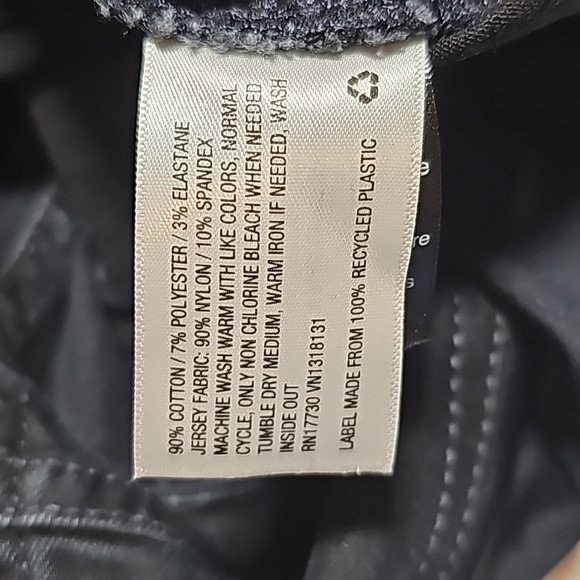 90% COTTON / 7% POLYESTER / 3% ELASTANE
JERSEY FABRIC: 90% NYLON / 10% SPANDEX
MACHINE WASH WARM WITH LIKE COLORS, NORMAL
CYCLE, ONLY NON CHLORINE BLEACH WHEN NEEDED
TUMBLE DRY MEDIUM, WARM IRON IF NEEDED, WASH
INSIDE OUT
RN17730 VN1318131
LABEL MADE FROM 100% RECYCLED PLASTIC
e
re
s